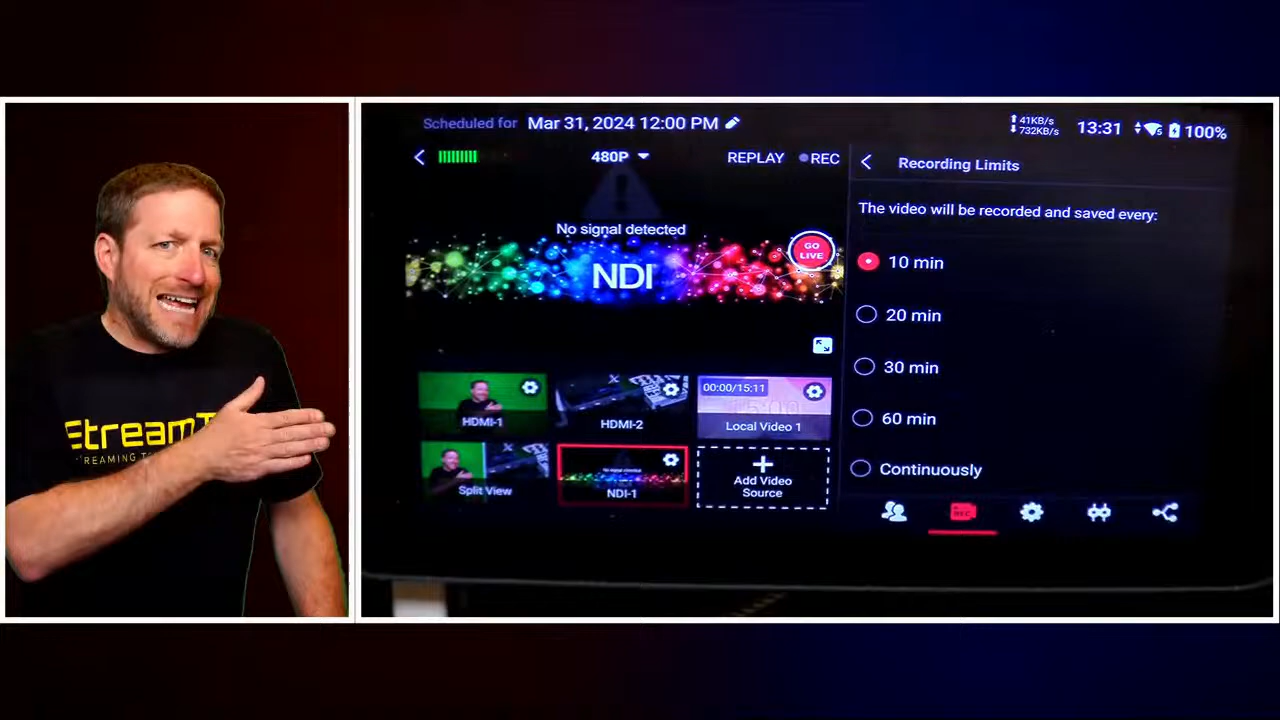 Scheduled for Mar 31, 2024 12:00 PM
41KB/s
732KB/s
13:31
100%
480P
REPLAY
REC
Recording Limits
The video will be recorded and saved every:
No signal detected
GO
LIVE
NDI
10 min
20 min
30 min
60 min
Continuously
HDMI-1
HDMI-2
00:00/15:11
Local Video 1
Split View
NDI-1
Add Video
Source
REC